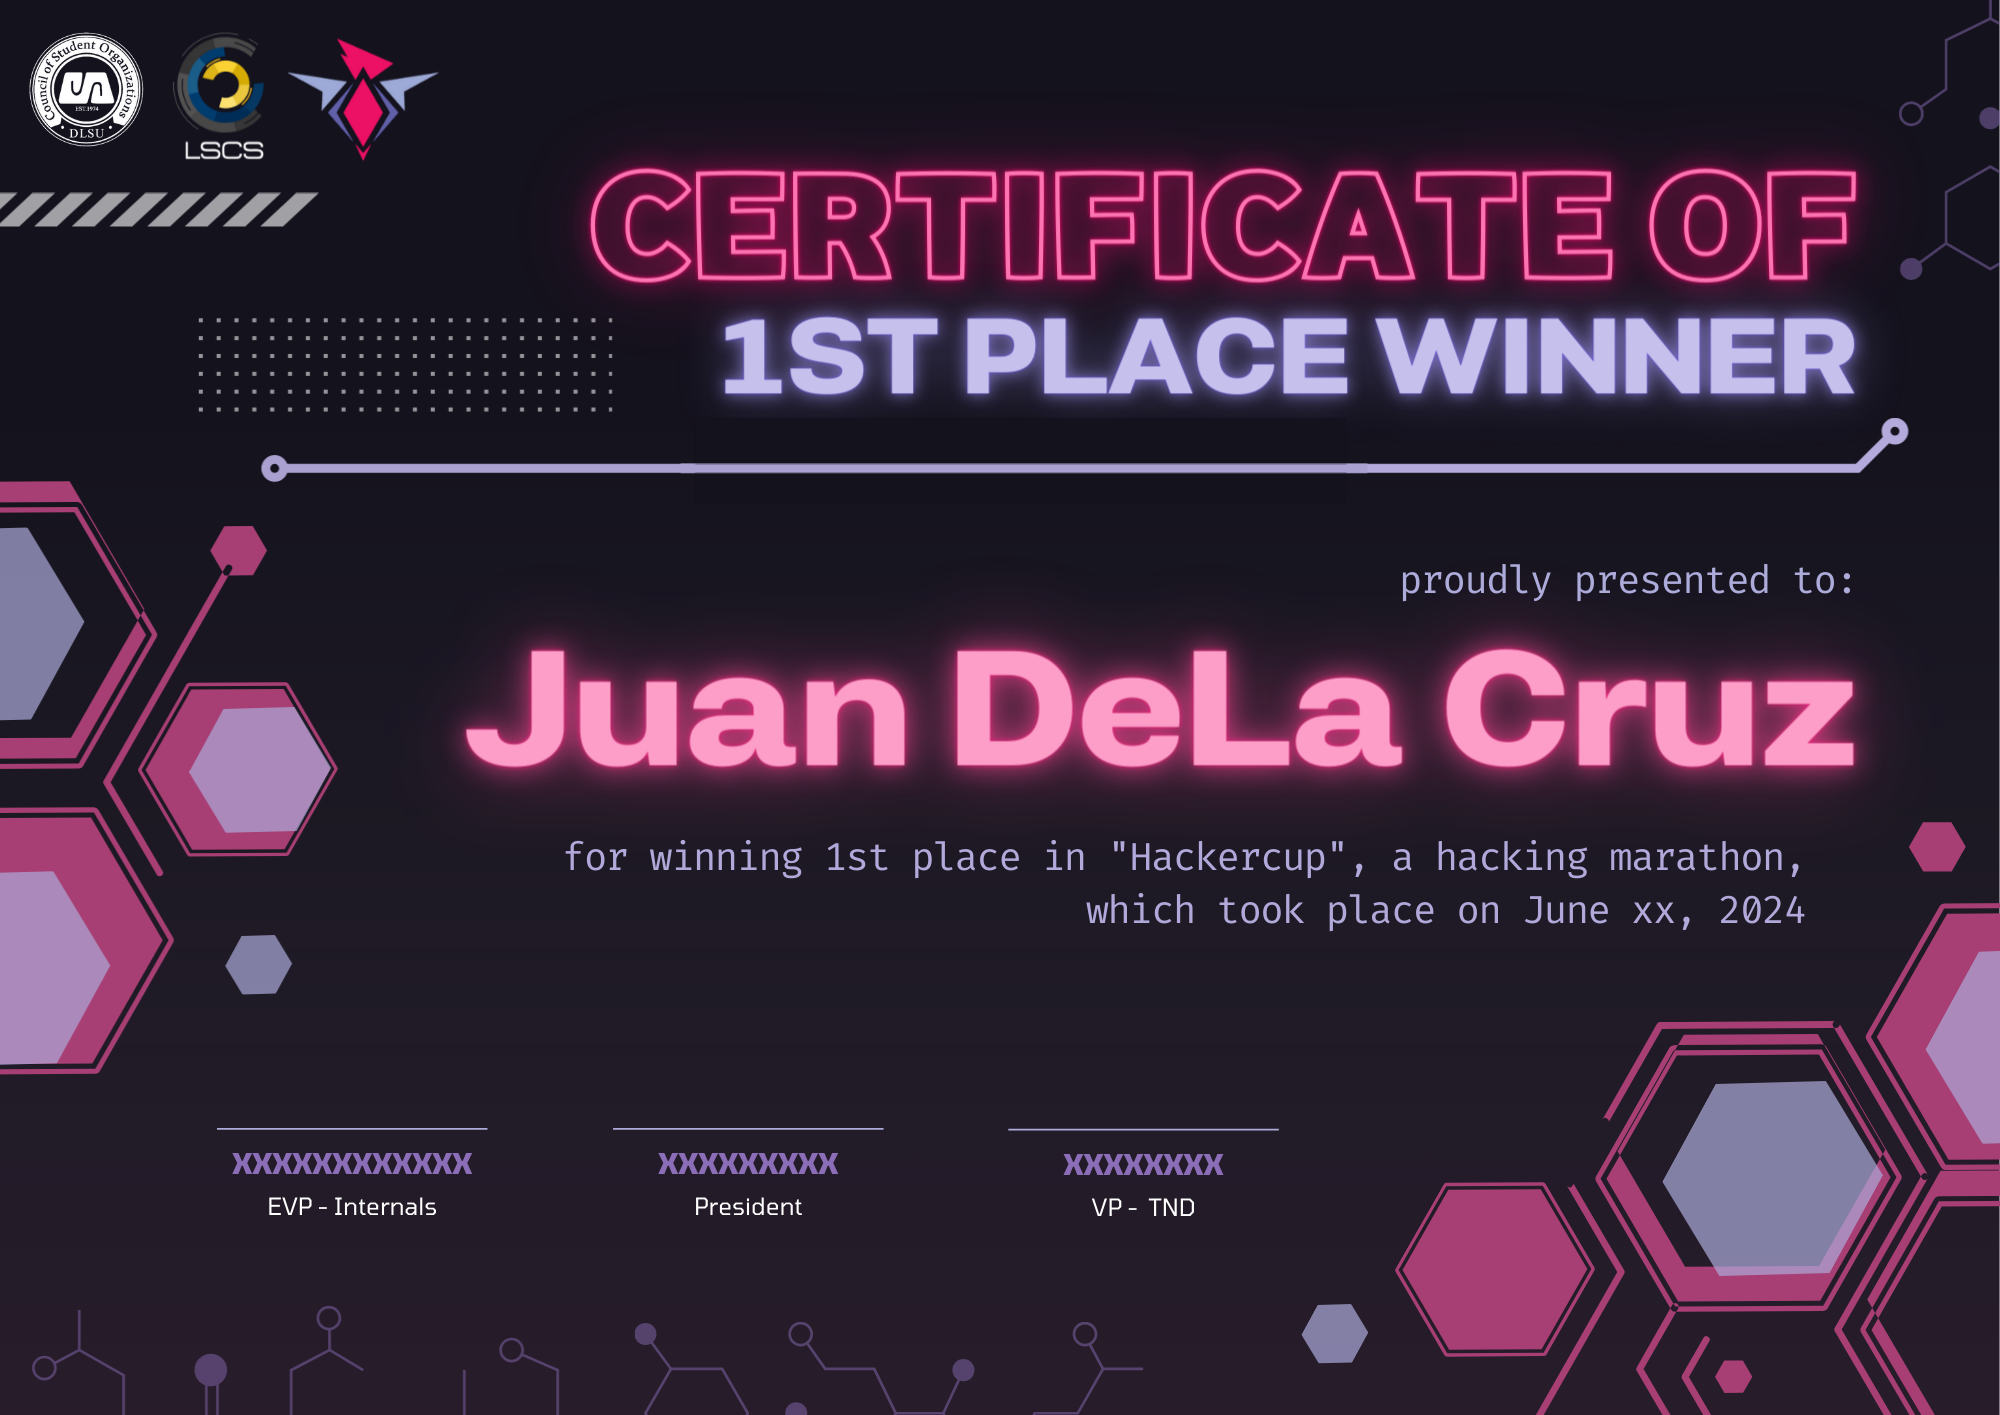 Council of Student Organizations
EST.1974
• DLSU •
LSCS
CERTIFICATE OF
1ST PLACE WINNER
proudly presented to:
Juan DeLa Cruz
for winning 1st place in "Hackercup", a hacking marathon,
which took place on June xx, 2024
XXXXXXXXXXXX
EVP - Internals
XXXXXXXXX
President
XXXXXXXX
VP - TND